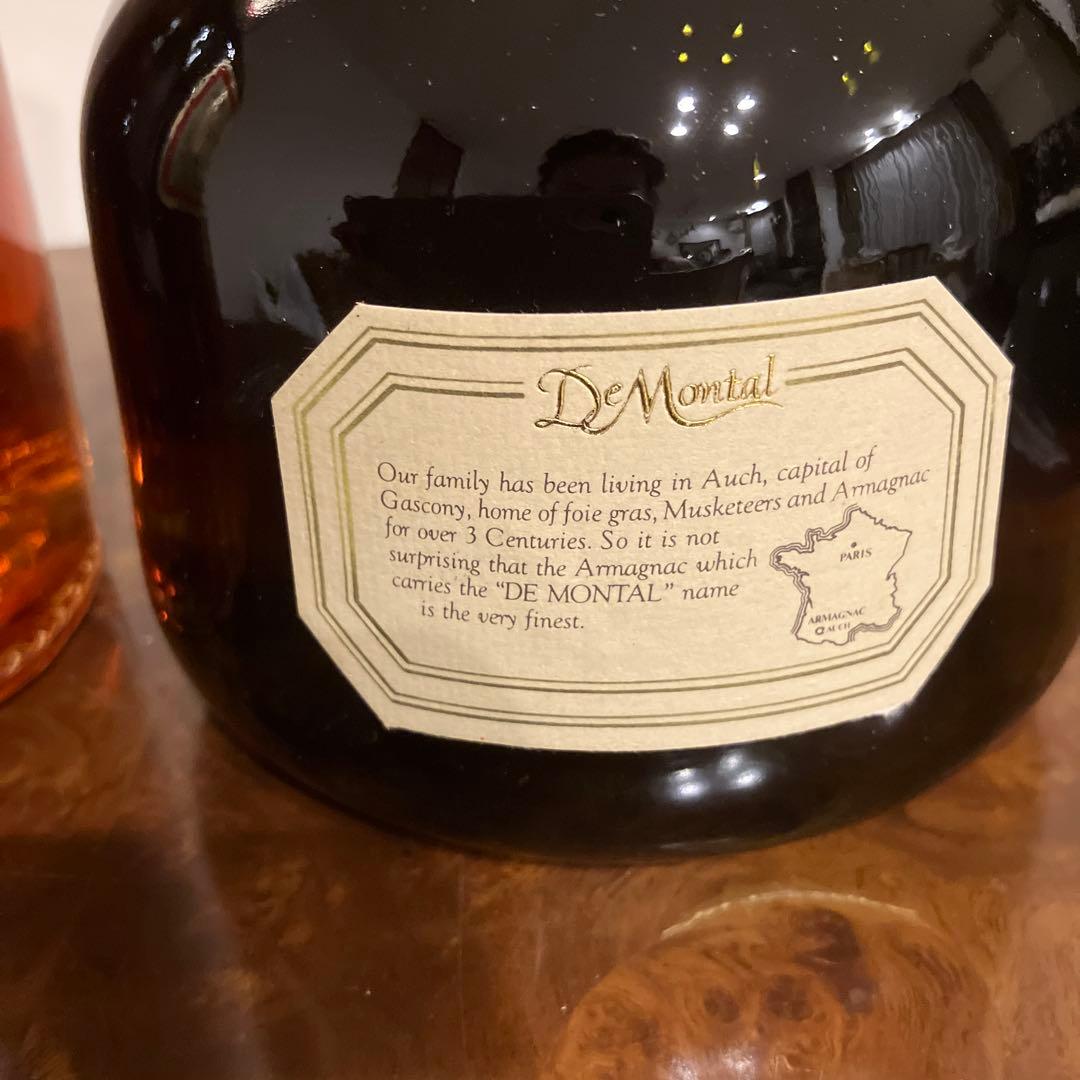 De Montal
Our family has been living in Auch, capital of
Gascony, home of foie gras, Musketeers and Armagnac
for over 3 Centuries. So it is not
surprising that the Armagnac which
carries the "DE MONTAL" name
is the very finest.
PARIS
ARMAGNAC
AUCH